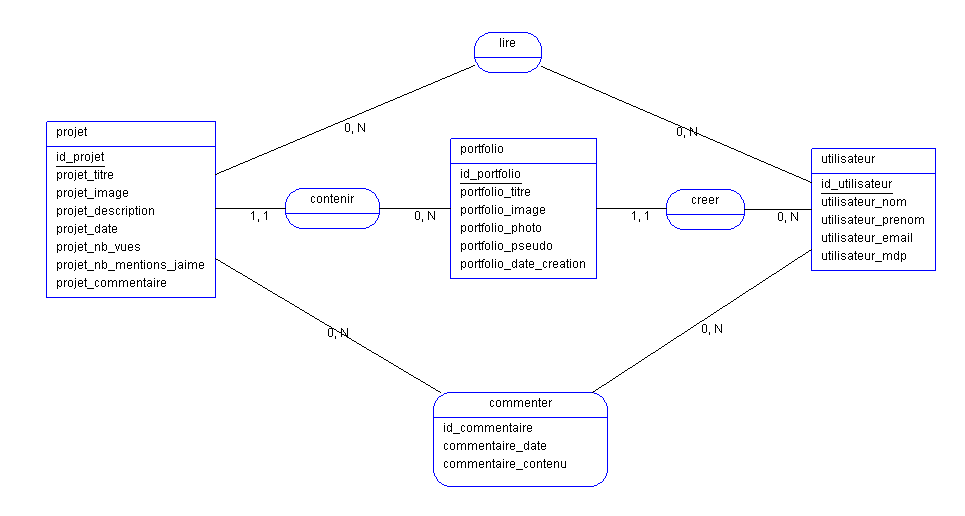 lire
0, N
0, N
projet
id_projet
projet_titre
projet_image
projet_description
projet_date
projet_nb_vues
projet_nb_mentions_jaime
projet_commentaire
1, 1
contenir
0, N
portfolio
id_portfolio
portfolio_titre
portfolio_image
portfolio_photo
portfolio_pseudo
portfolio_date_creation
1, 1
creer
0, N
utilisateur
id_utilisateur
utilisateur_nom
utilisateur_prenom
utilisateur_email
utilisateur_mdp
0, N
0, N
commenter
id_commentaire
commentaire_date
commentaire_contenu